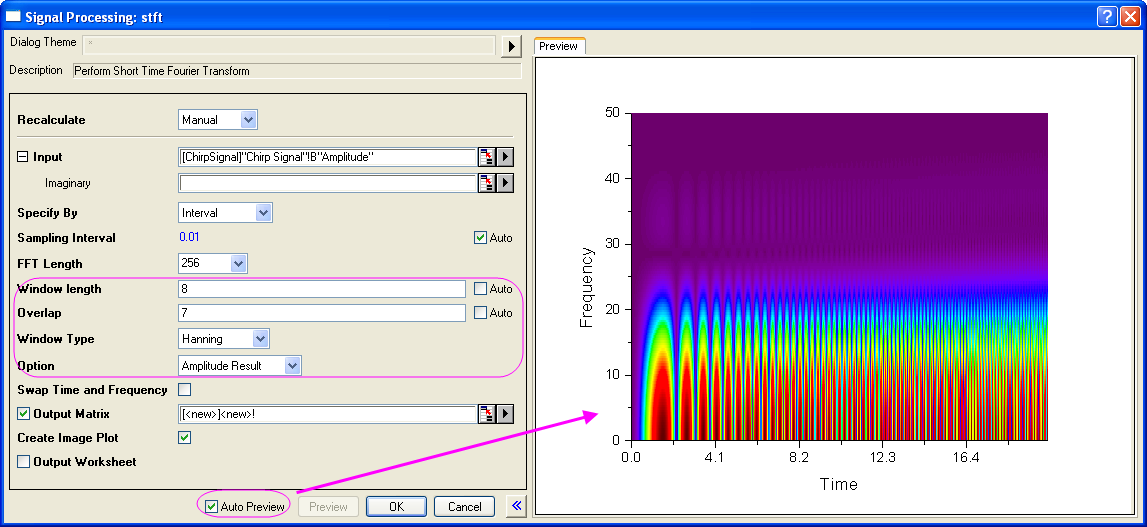 Signal Processing: stft
Dialog Theme *
Description Perform Short Time Fourier Transform
Recalculate Manual
Input [ChirpSignal]"Chirp Signal"!B"Amplitude"
Imaginary
Specify By Interval
Sampling Interval 0.01 Auto
FFT Length 256
Window length 8 Auto
Overlap 7 Auto
Window Type Hanning
Option Amplitude Result
Swap Time and Frequency
Output Matrix [<new>]<new>!
Create Image Plot
Output Worksheet
Auto Preview Preview OK Cancel
Preview
50
40
30
20
10
0
Frequency
0.0 4.1 8.2 12.3 16.4
Time